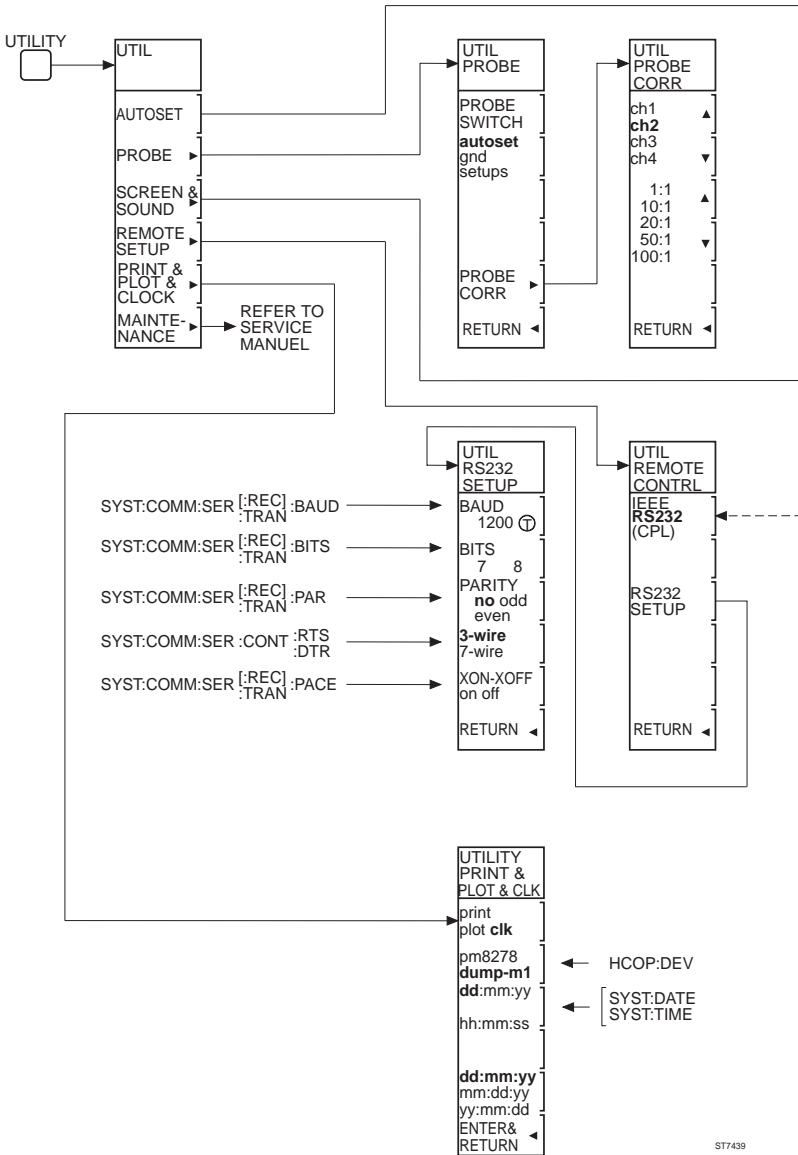 UTILITY
UTIL
AUTOSET
PROBE
SCREEN &
SOUND
REMOTE
SETUP
PRINT &
PLOT &
CLOCK
MAINTE-
NANCE
REFER TO
SERVICE
MANUEL
UTIL
PROBE
PROBE
SWITCH
autoset
gnd
setups
PROBE
CORR
RETURN
UTIL
PROBE
CORR
ch1
ch2
ch3
ch4
1:1
10:1
20:1
50:1
100:1
RETURN
SYST:COMM:SER [:REC] :BAUD
:TRAN
SYST:COMM:SER [:REC] :BITS
:TRAN
SYST:COMM:SER [:REC] :PAR
:TRAN
SYST:COMM:SER :CONT :RTS
:DTR
SYST:COMM:SER [:REC] :PACE
:TRAN
UTIL
RS232
SETUP
BAUD
1200 T
BITS
7 8
PARITY
no odd
even
3-wire
7-wire
XON-XOFF
on off
RETURN
UTIL
REMOTE
CONTRL
IEEE
RS232
(CPL)
RS232
SETUP
RETURN
UTILITY
PRINT &
PLOT & CLK
print
plot clk
pm8278
dump-m1
dd:mm:yy
hh:mm:ss
dd:mm:yy
mm:dd:yy
yy:mm:dd
ENTER&
RETURN
HCOP:DEV
SYST:DATE
SYST:TIME
ST7439